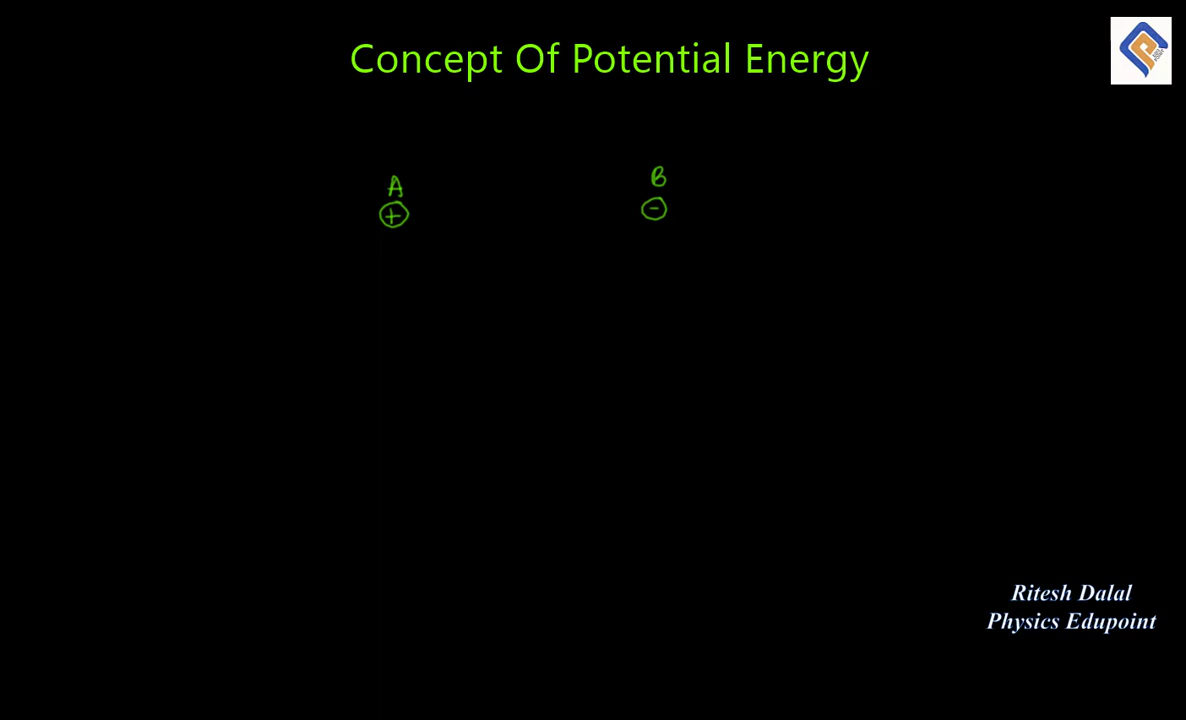 Concept Of Potential Energy
A B
+ -
Ritesh Dalal
Physics Edupoint